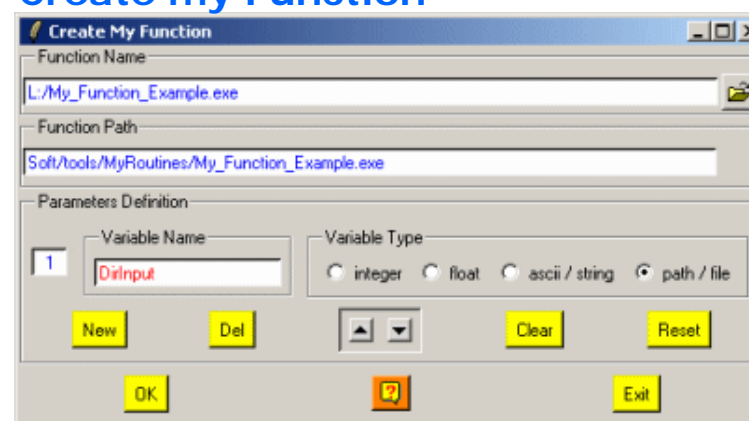 Create my Function
Create My Function
Function Name
L:/My_Function_Example.exe
Function Path
Soft/tools/MyRoutines/My_Function_Example.exe
Parameters Definition
Variable Name
Variable Type
1
DirInput
integer float ascii / string path / file
New Del Clear Reset
OK ? Exit